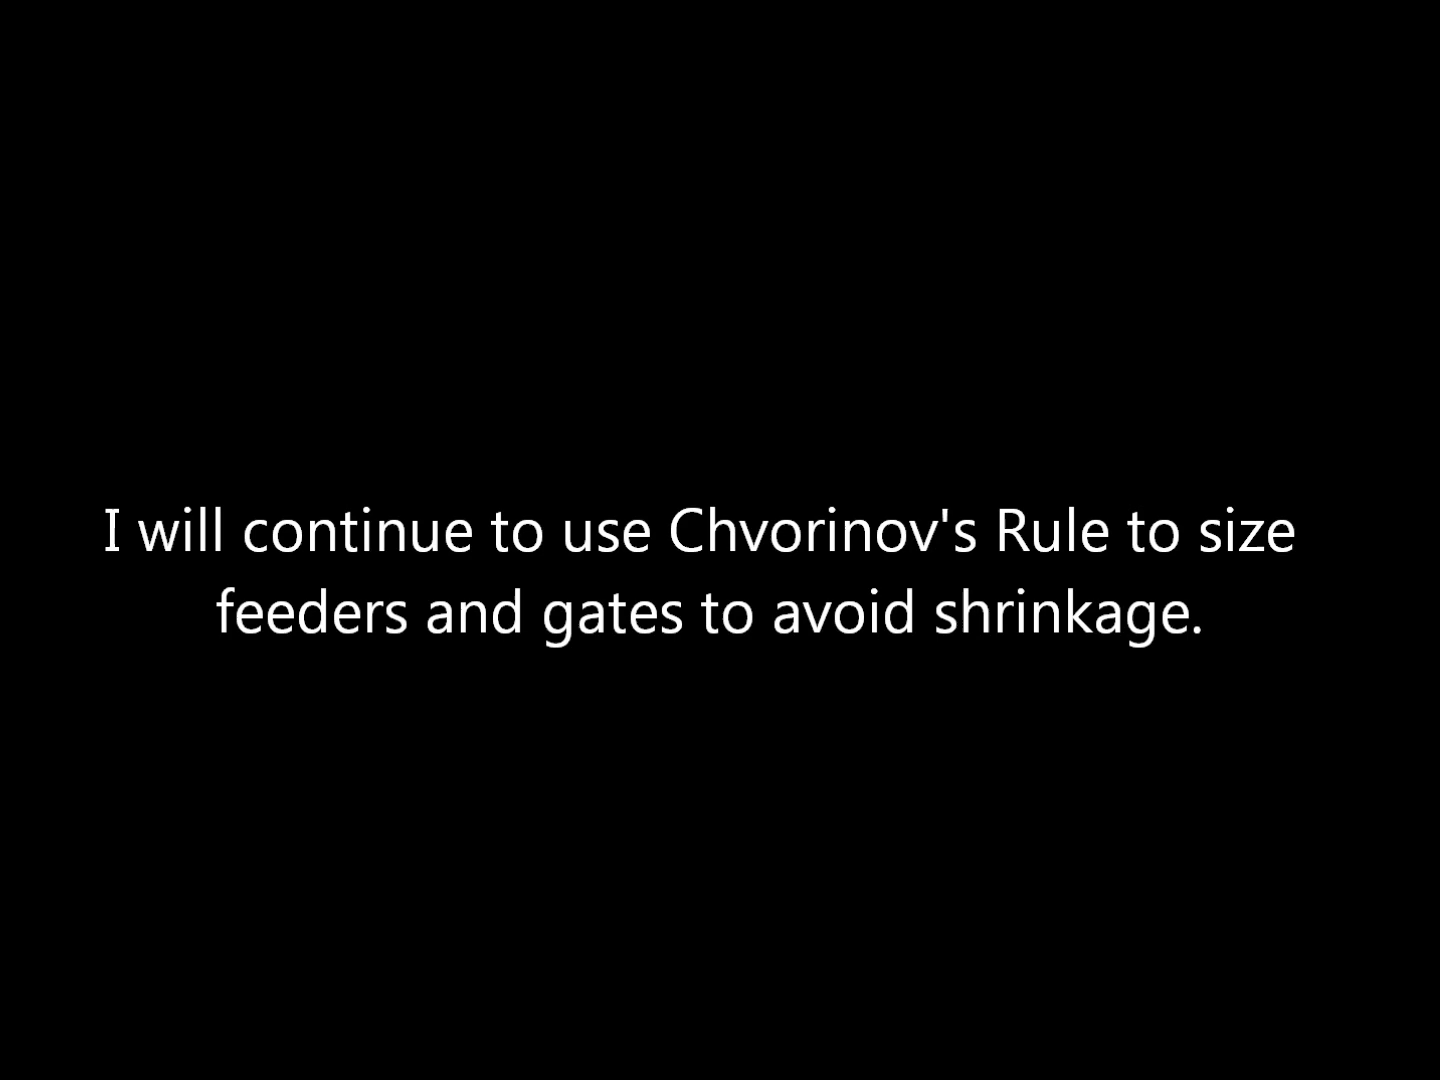 I will continue to use Chvorinov's Rule to size
feeders and gates to avoid shrinkage.